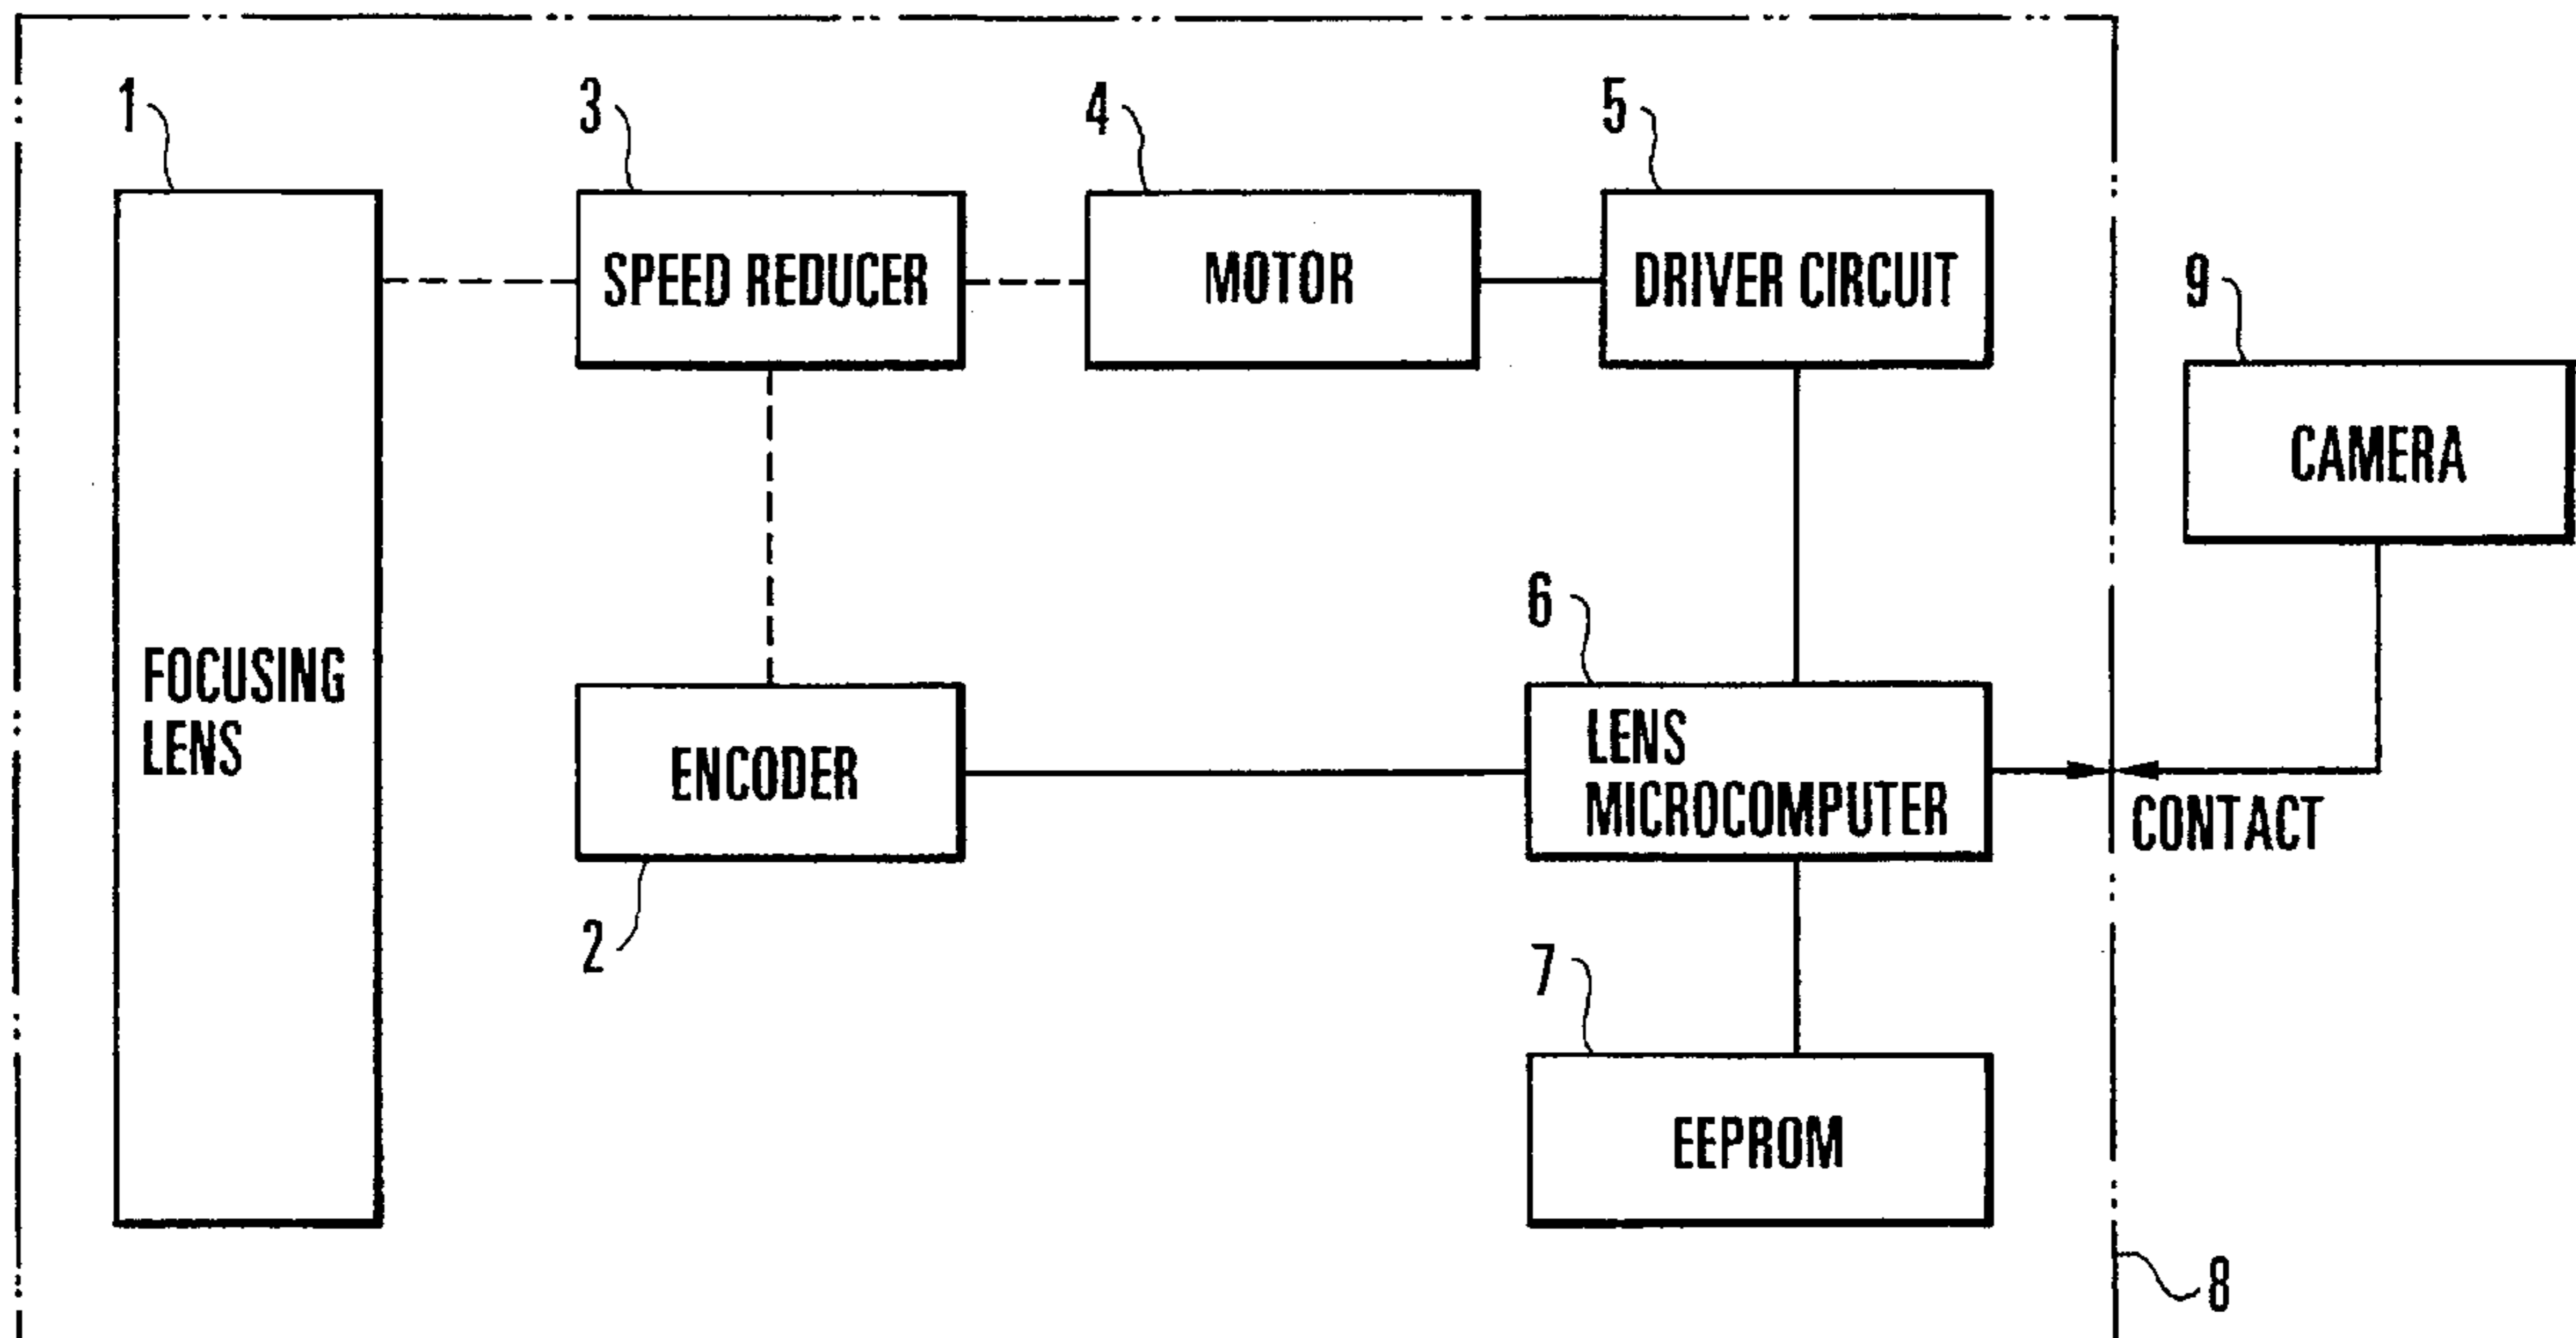 1
3
4
5
9
SPEED REDUCER
MOTOR
DRIVER CIRCUIT
CAMERA
6
FOCUSING
LENS
ENCODER
LENS
MICROCOMPUTER
CONTACT
2
7
EEPROM
8